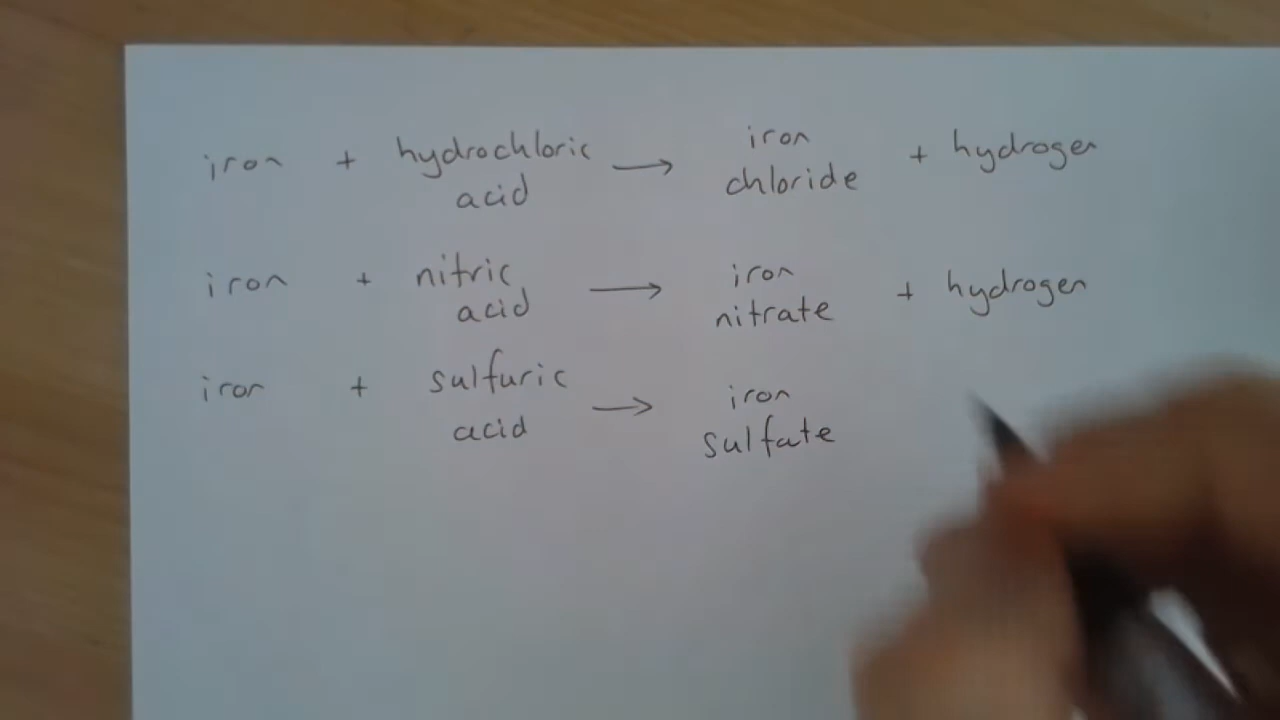 iron + hydrochloric acid → iron chloride + hydrogen
iron + nitric acid → iron nitrate + hydrogen
iron + sulfuric acid → iron sulfate